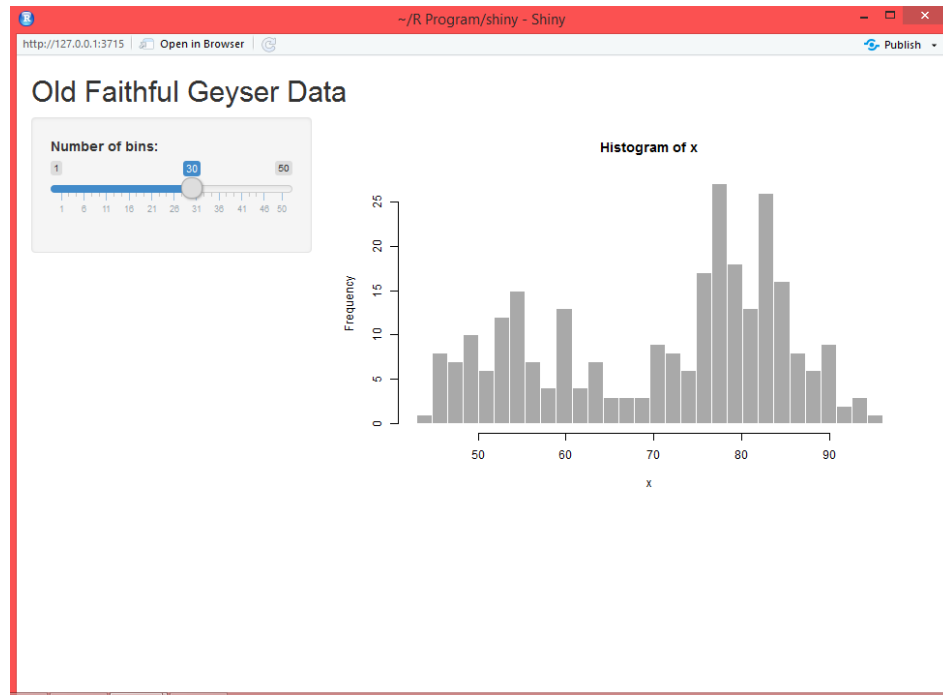 R
~/R Program/shiny - Shiny
http://127.0.0.1:3715 Open in Browser Publish
Old Faithful Geyser Data
Number of bins:
1 30 50
1 6 11 16 21 26 31 36 41 46 50
Histogram of x
Frequency
25
20
15
10
5
0
50 60 70 80 90
x